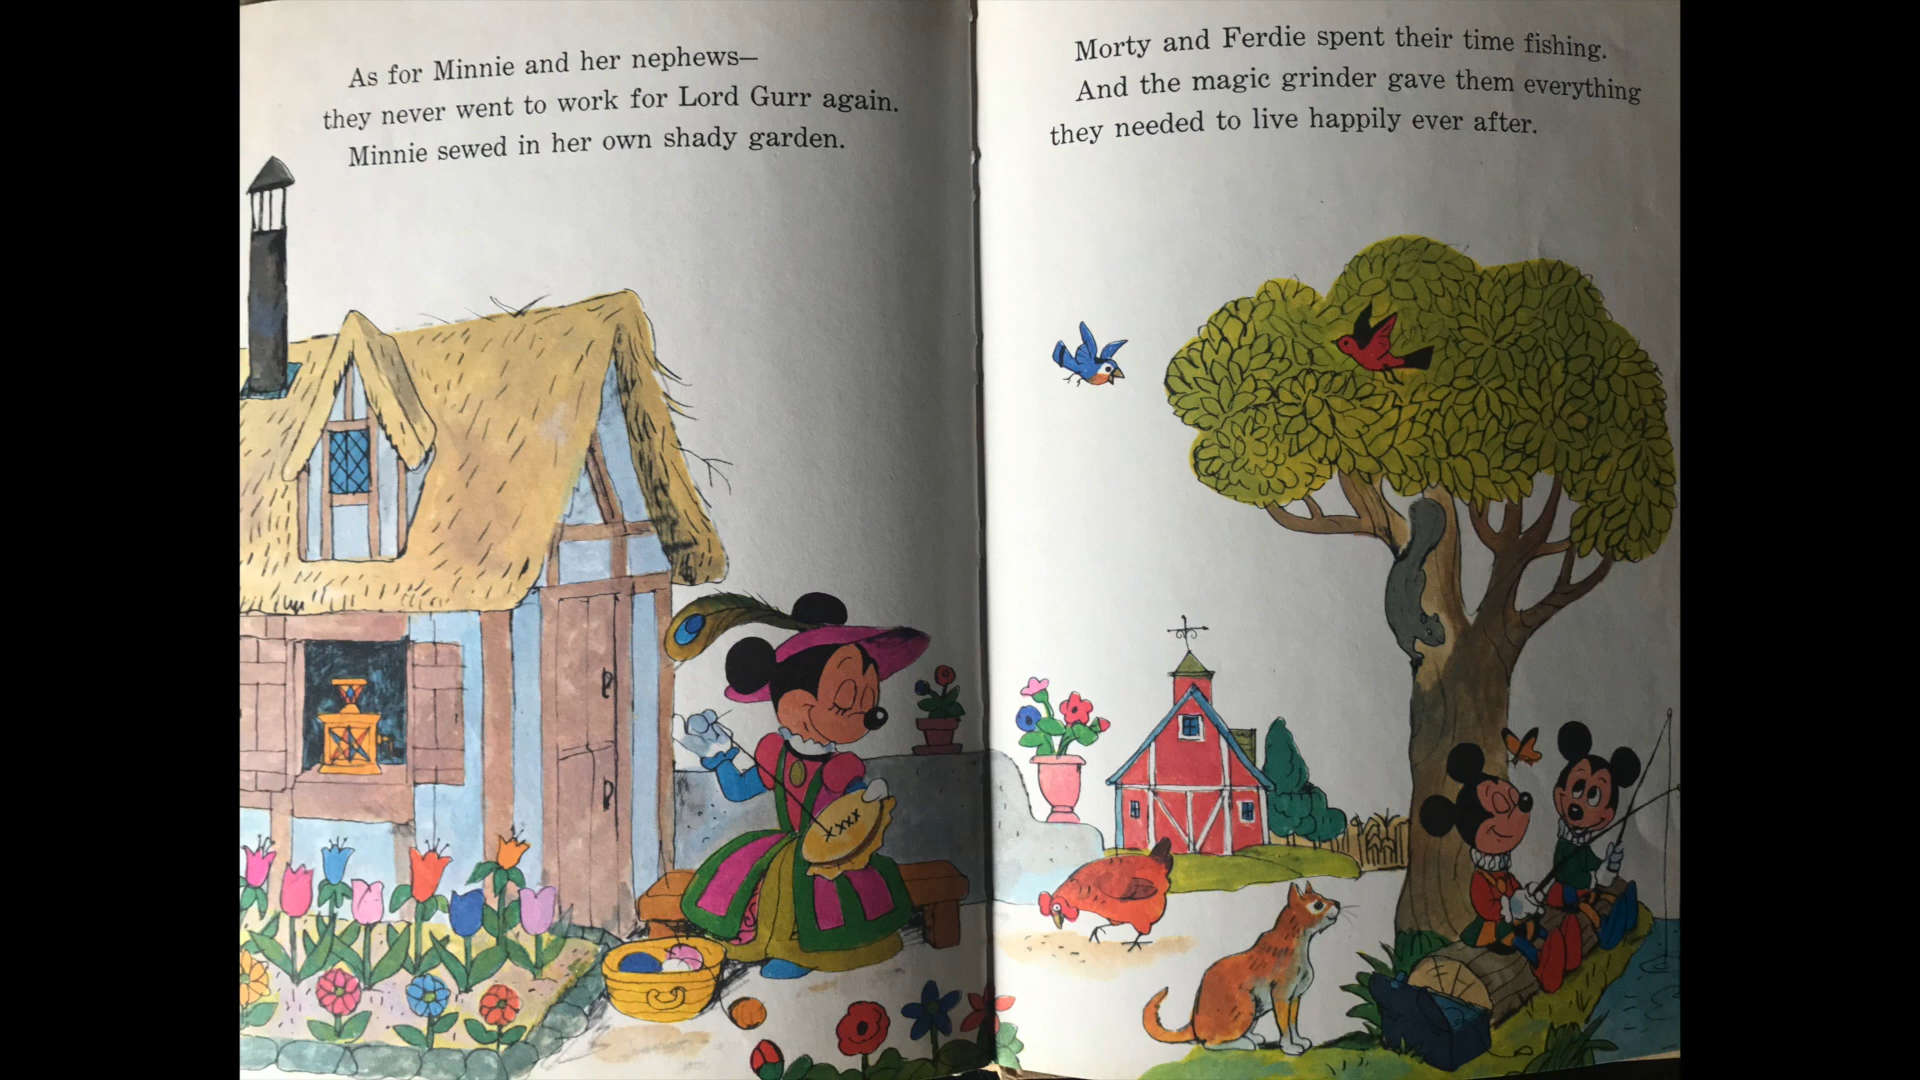 As for Minnie and her nephews—
they never went to work for Lord Gurr again.
Minnie sewed in her own shady garden.
Morty and Ferdie spent their time fishing.
And the magic grinder gave them everything
they needed to live happily ever after.